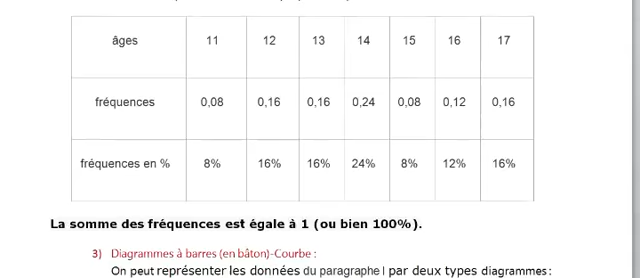 âges 11 12 13 14 15 16 17
fréquences 0,08 0,16 0,16 0,24 0,08 0,12 0,16
fréquences en % 8% 16% 16% 24% 8% 12% 16%
La somme des fréquences est égale à 1 (ou bien 100%).
3) Diagrammes à barres (en bâton)-Courbe :
On peut représenter les données du paragraphe I par deux types diagrammes :